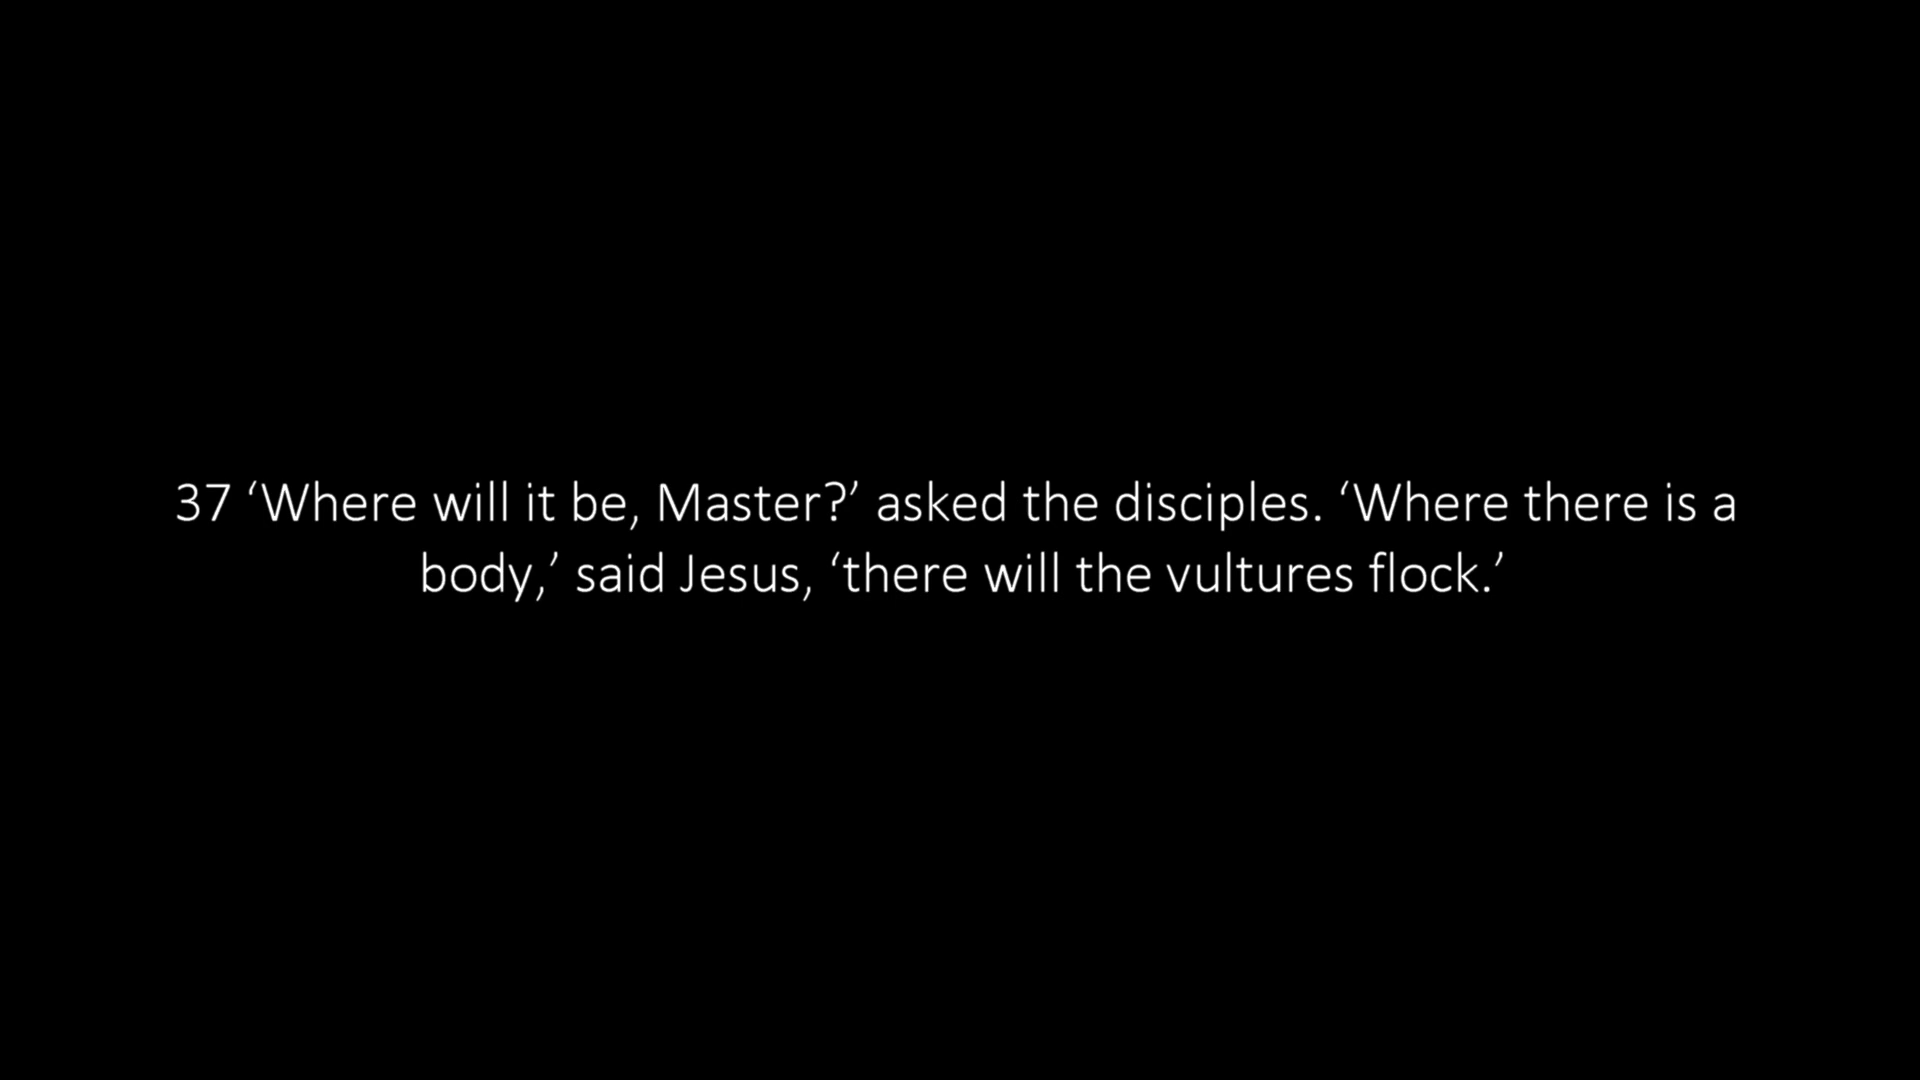 37 ‘Where will it be, Master?’ asked the disciples. ‘Where there is a
body,’ said Jesus, ‘there will the vultures flock.’